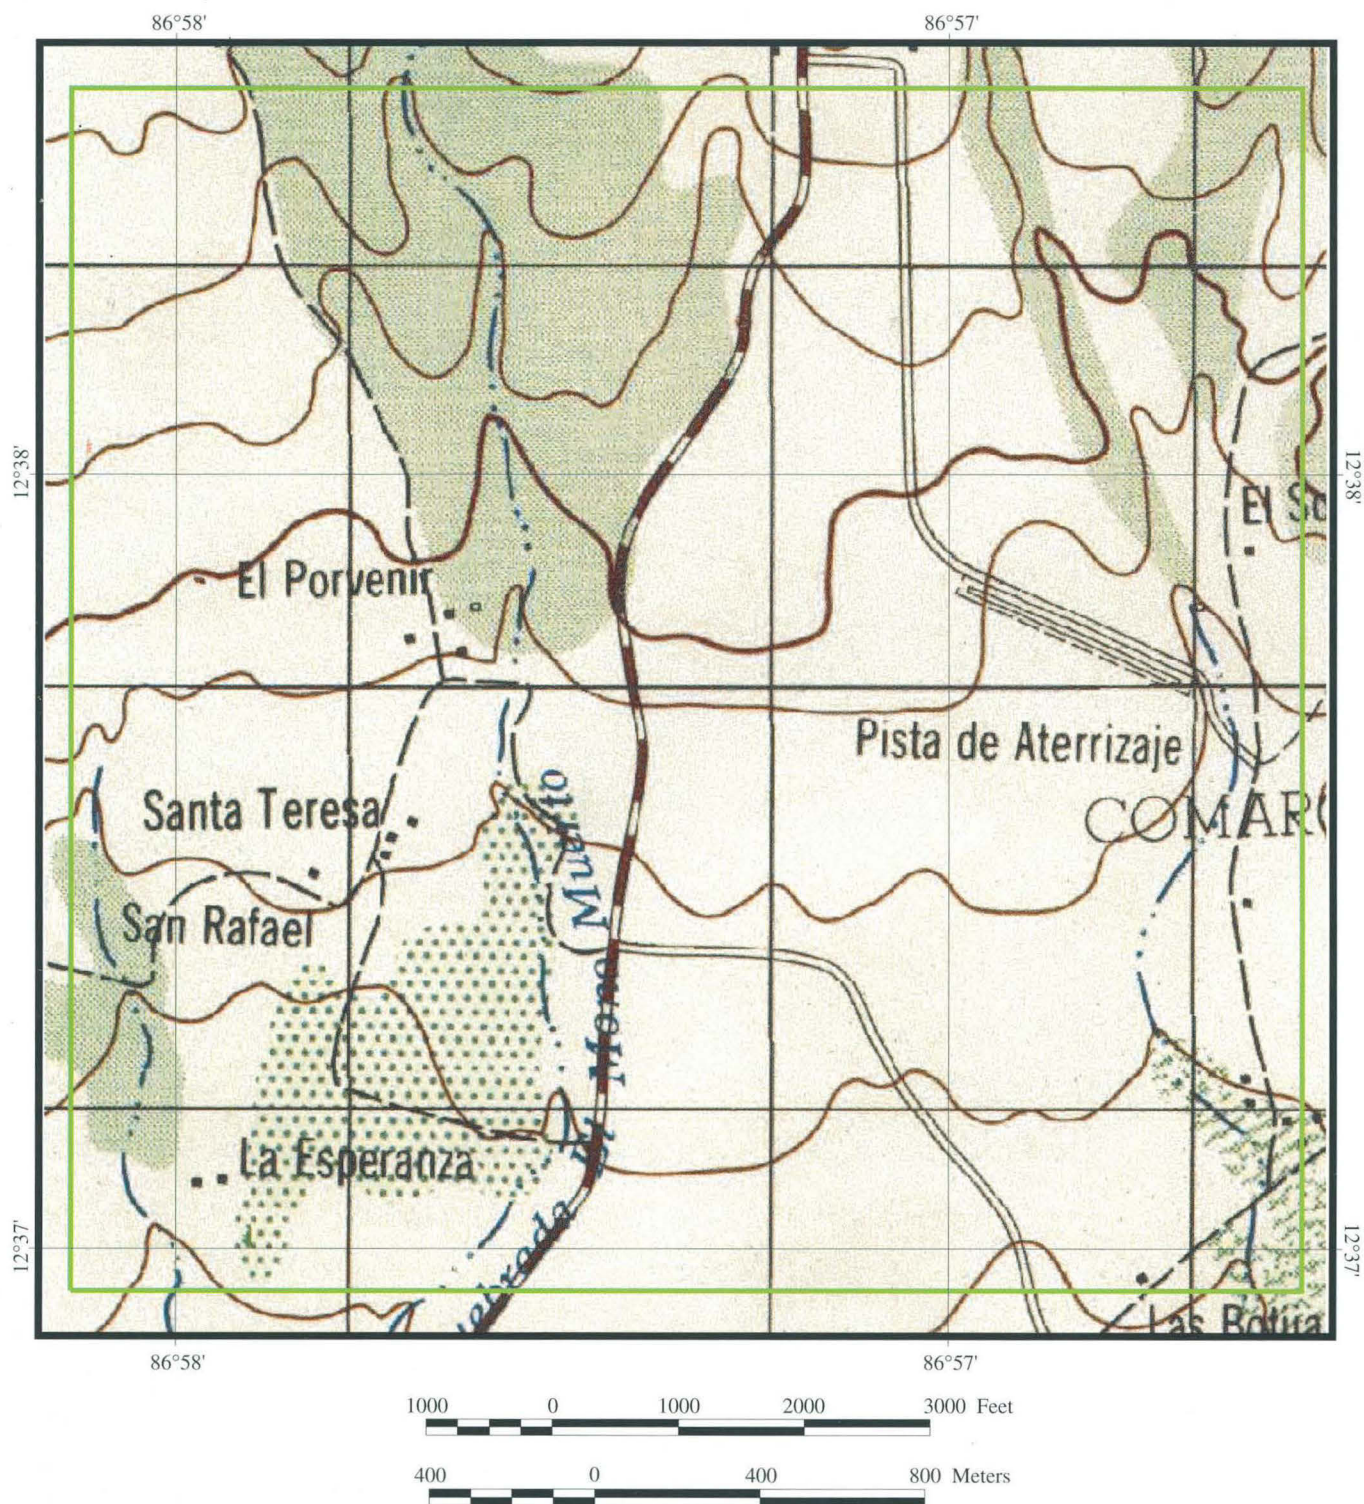 86°58' 86°57'
12°38' 12°38'
El Porvenir
Pista de Aterrizaje
Santa Teresa
San Rafael
Muerto
Mono
La Esperanza
12°37' 12°37'
86°58' 86°57'
1000 0 1000 2000 3000 Feet
400 0 400 800 Meters